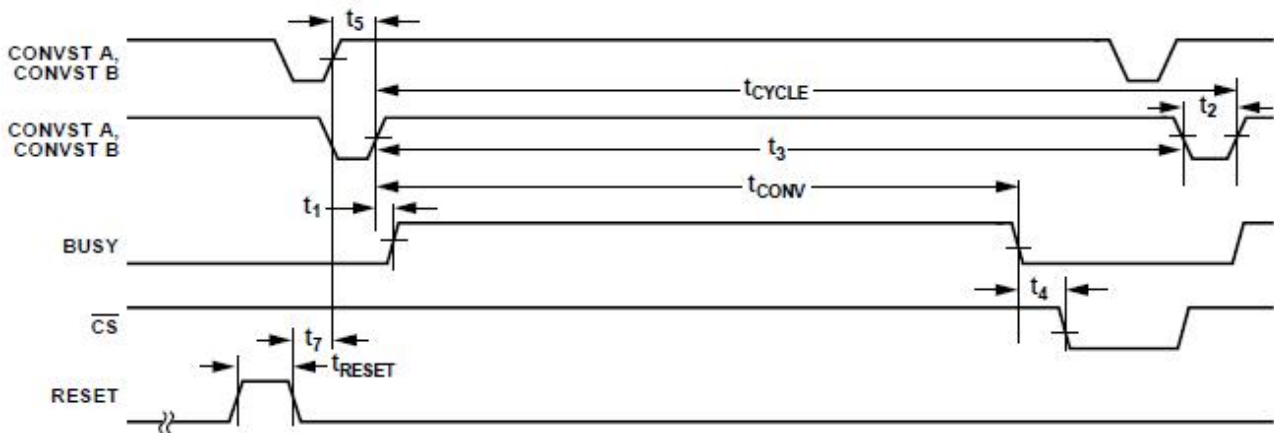 t5
CONVST A,
CONVST B
tCYCLE
t2
CONVST A,
CONVST B
t3
tCONV
t1
BUSY
t4
CS
t7
tRESET
RESET